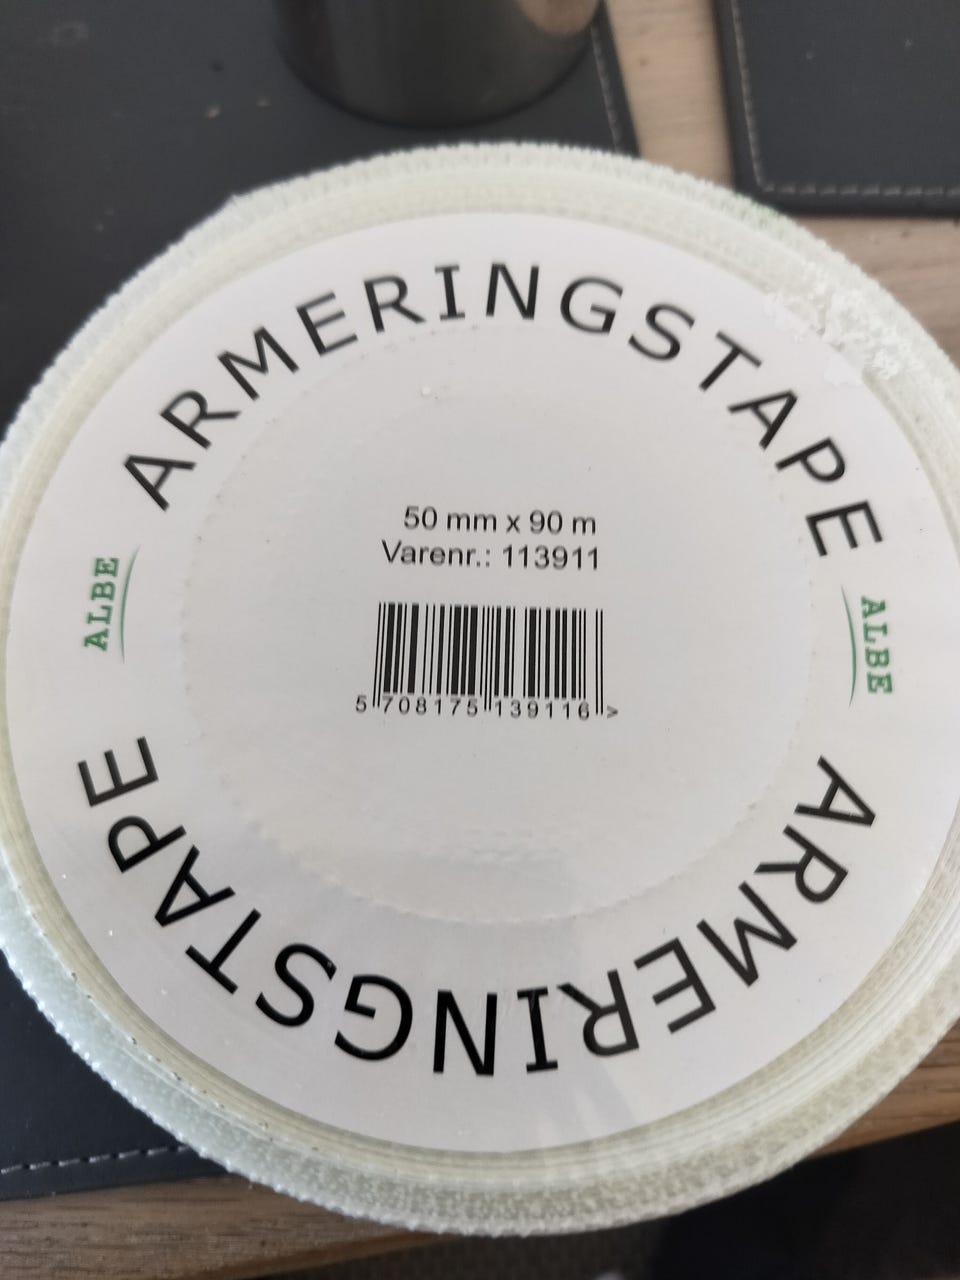 ARMERINGSTAPE
50 mm x 90 m
Varenr.: 113911
5 708175 139116 >
ALBE
ALBE
ARMERINGSTAPE